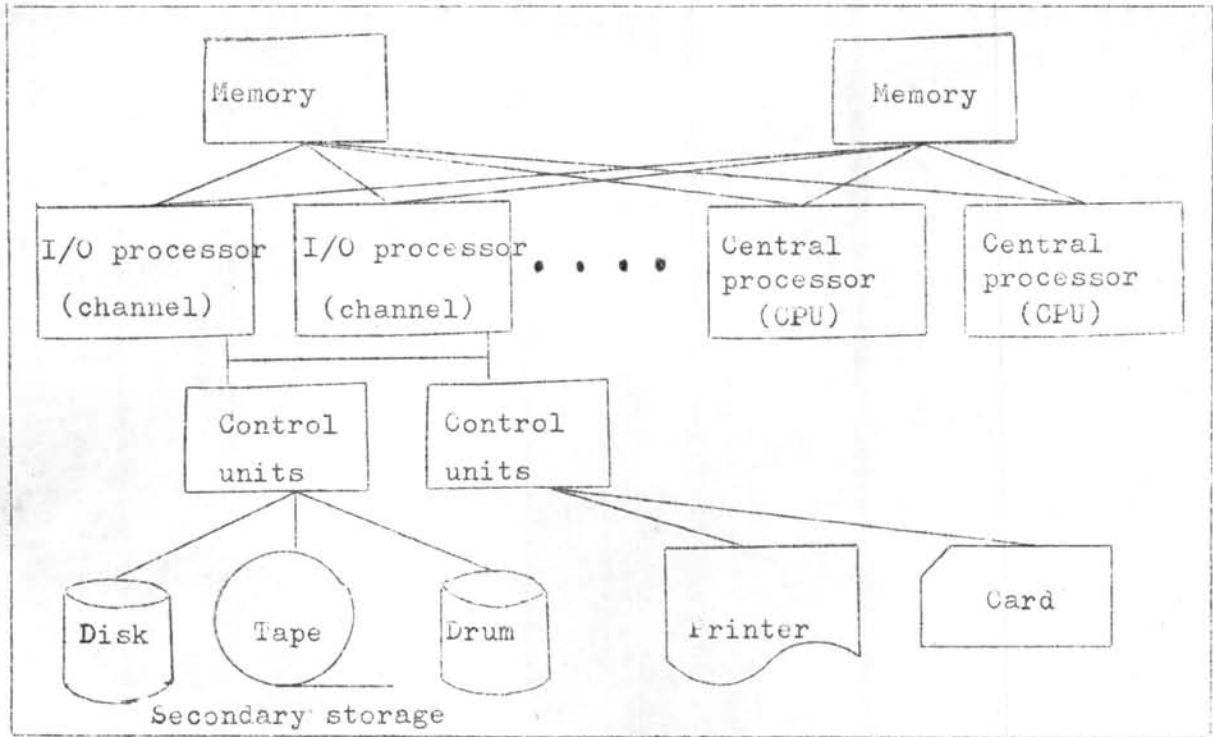 Memory
Memory
I/O processor
(channel)
I/O processor
(channel)
Central
processor
(CPU)
Central
processor
(CPU)
Control
units
Control
units
Disk
Tape
Drum
Printer
Card
Secondary storage